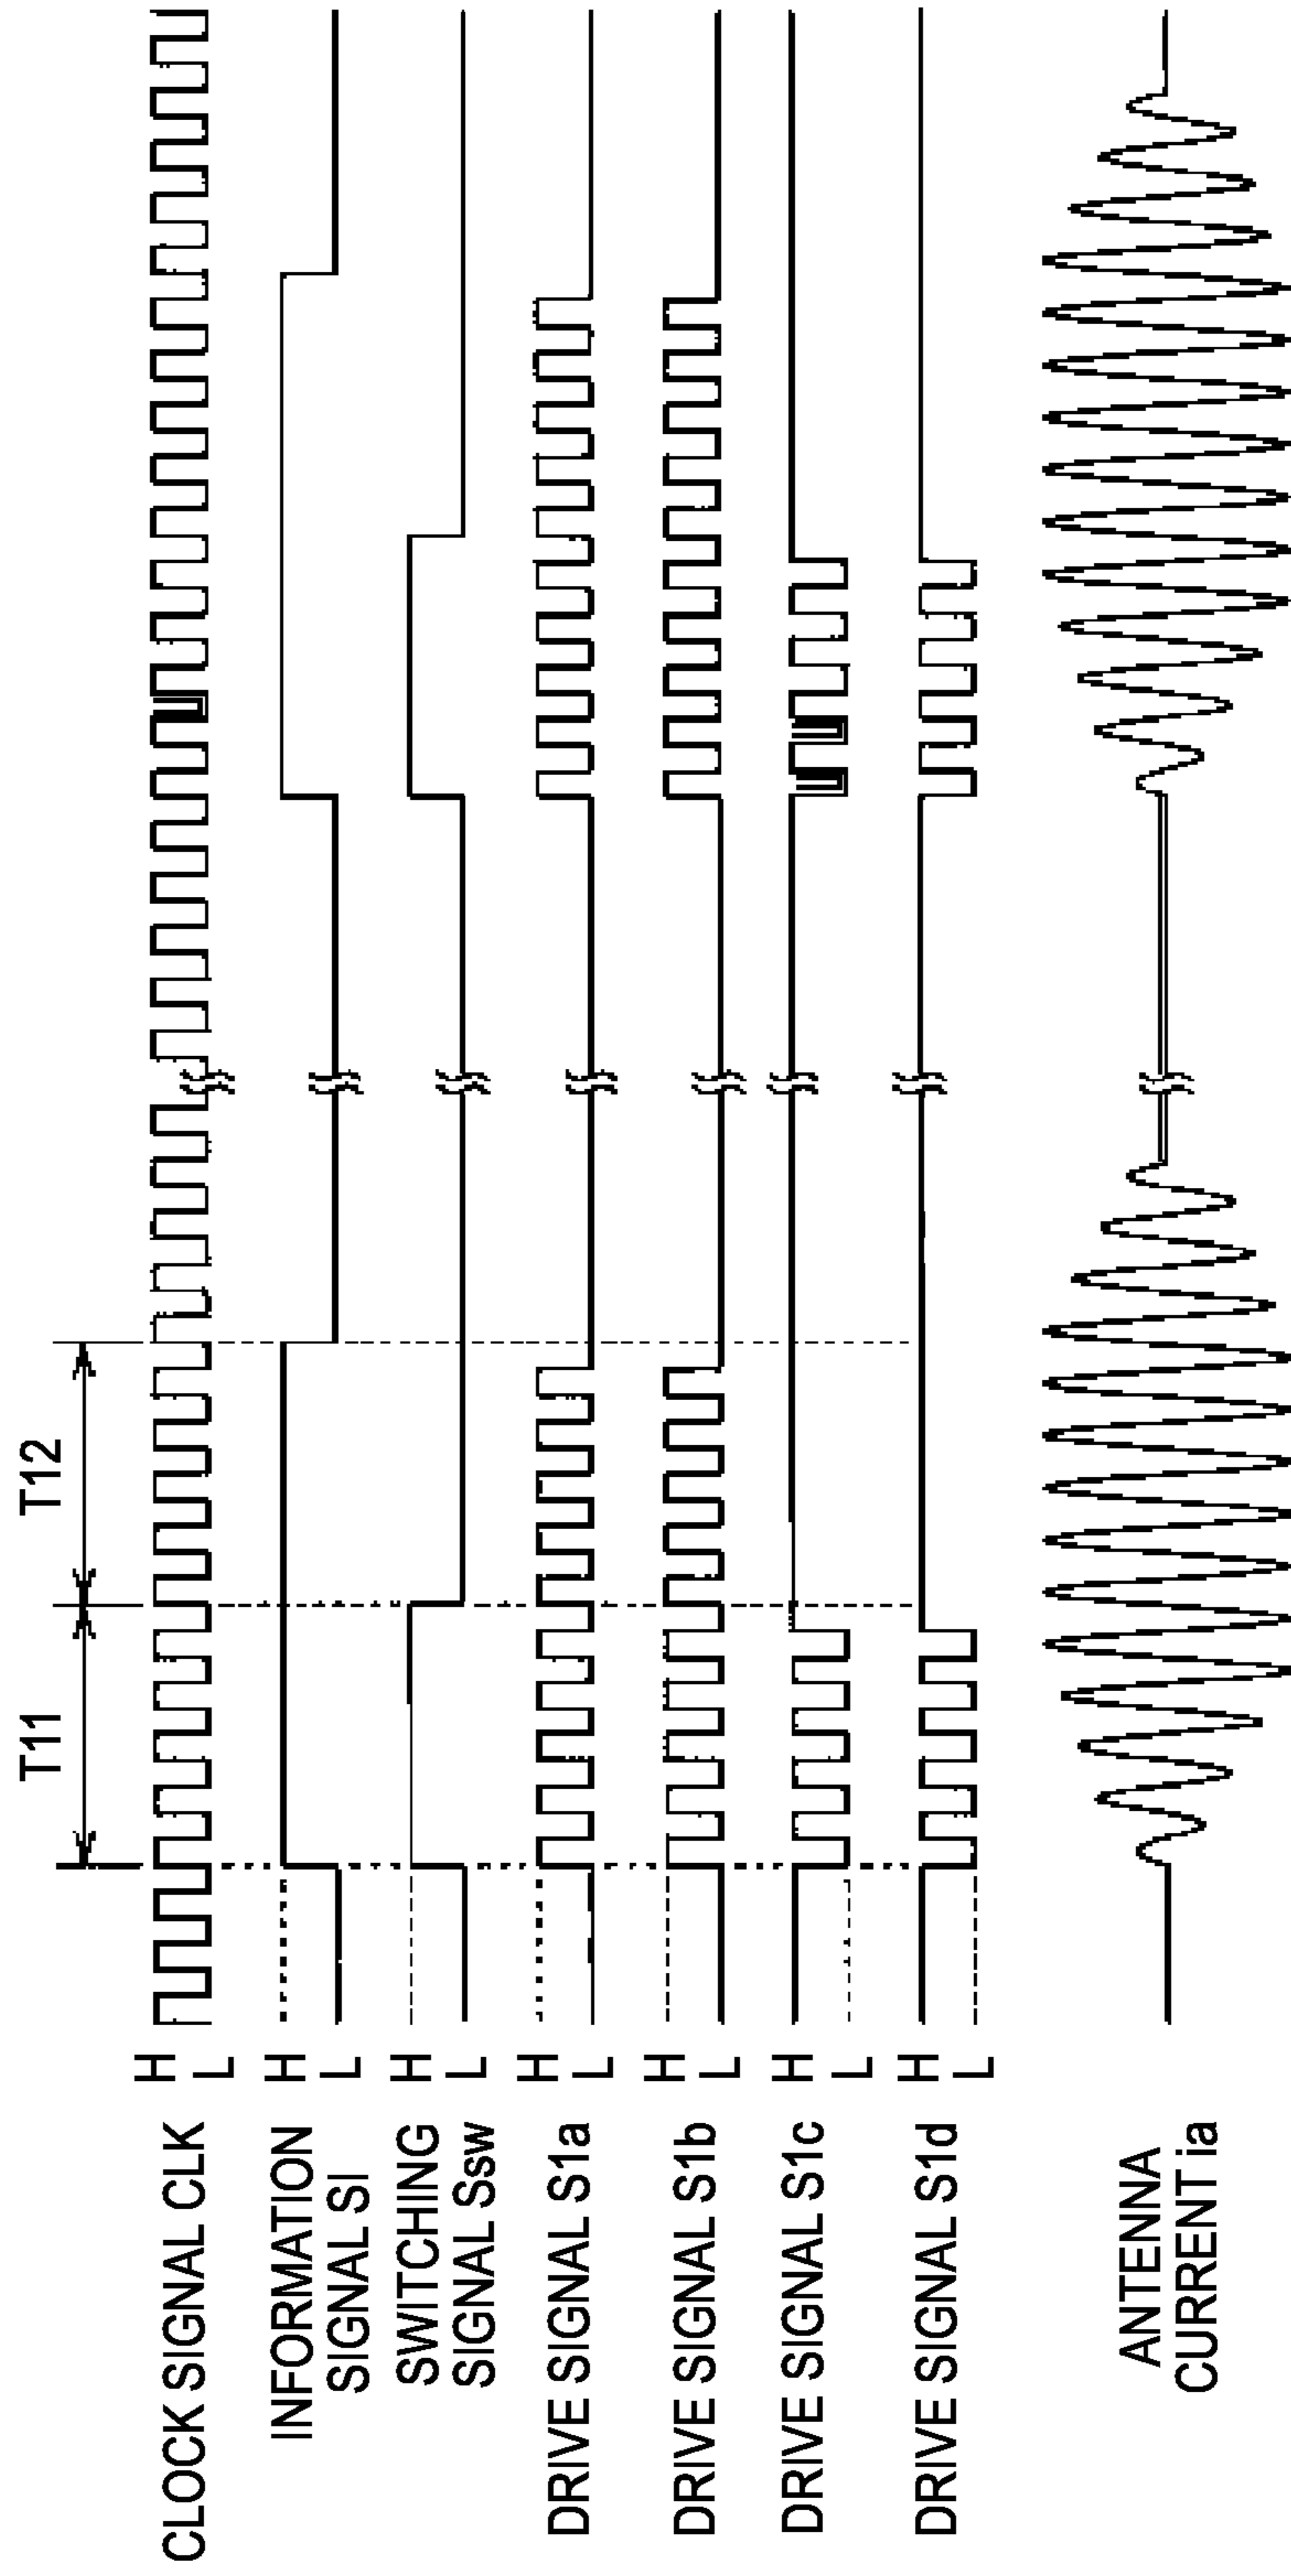 T11
T12
CLOCK SIGNAL CLK
H
L
INFORMATION
SIGNAL SI
H
L
SWITCHING
SIGNAL Ssw
H
L
DRIVE SIGNAL S1a
H
L
DRIVE SIGNAL S1b
H
L
DRIVE SIGNAL S1c
H
L
DRIVE SIGNAL S1d
H
L
ANTENNA
CURRENT ia